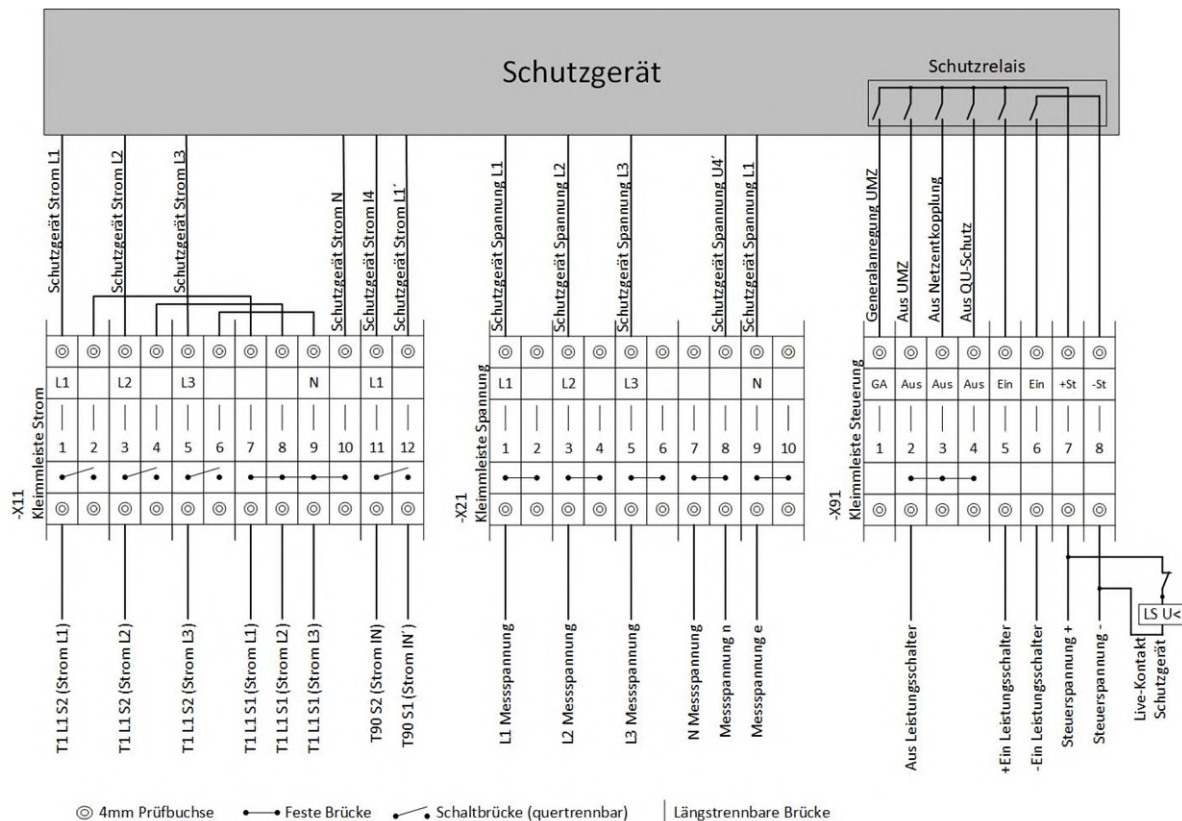 Schutzgerät
Schutzrelais
Schutzgerät Strom L1
Schutzgerät Strom L2
Schutzgerät Strom L3
Schutzgerät Strom N
Schutzgerät Strom I4
Schutzgerät Strom L1´
Schutzgerät Spannung L1
Schutzgerät Spannung L2
Schutzgerät Spannung L3
Schutzgerät Spannung U4´
Schutzgerät Spannung L1
Generalanregung UMZ
Aus UMZ
Aus Netzentkopplung
Aus QU-Schutz
-X11
Kleimmleiste Strom
L1 L2 L3 N L1
1 2 3 4 5 6 7 8 9 10 11 12
-X21
Kleimmleiste Spannung
L1 L2 L3 N
1 2 3 4 5 6 7 8 9 10
-X91
Kleimmleiste Steuerung
GA Aus Aus Aus Ein Ein +St -St
1 2 3 4 5 6 7 8
T1 L1 S2 (Strom L1)
T1 L1 S2 (Strom L2)
T1 L1 S2 (Strom L3)
T1 L1 S1 (Strom L1)
T1 L1 S1 (Strom L2)
T1 L1 S1 (Strom L3)
T90 S2 (Strom IN)
T90 S1 (Strom IN´)
L1 Messspannung
L2 Messspannung
L3 Messspannung
N Messspannung
Messspannung n
Messspannung e
Aus Leistungsschalter
+Ein Leistungsschalter
-Ein Leistungsschalter
Steuerspannung +
Steuerspannung -
LS U<
Live-Kontakt
Schutzgerät
4mm Prüfbuchse
Feste Brücke
Schaltbrücke (quertrennbar)
Längstrennbare Brücke